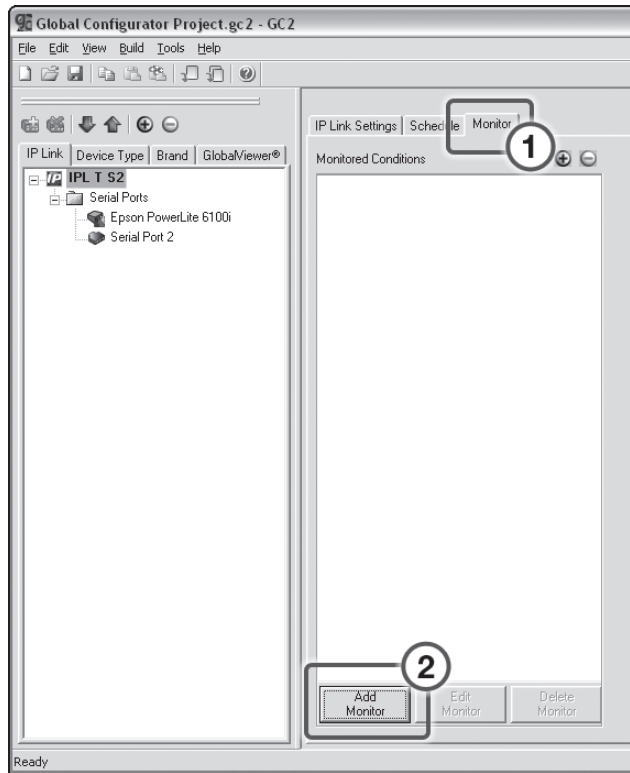 Global Configurator Project.gc2 - GC2
File Edit View Build Tools Help
IP Link Device Type Brand GlobalViewer®
IP IPL T S2
Serial Ports
Epson PowerLite 6100i
Serial Port 2
IP Link Settings Schedule Monitor
1
Monitored Conditions
2
Add Monitor
Edit Monitor
Delete Monitor
Ready